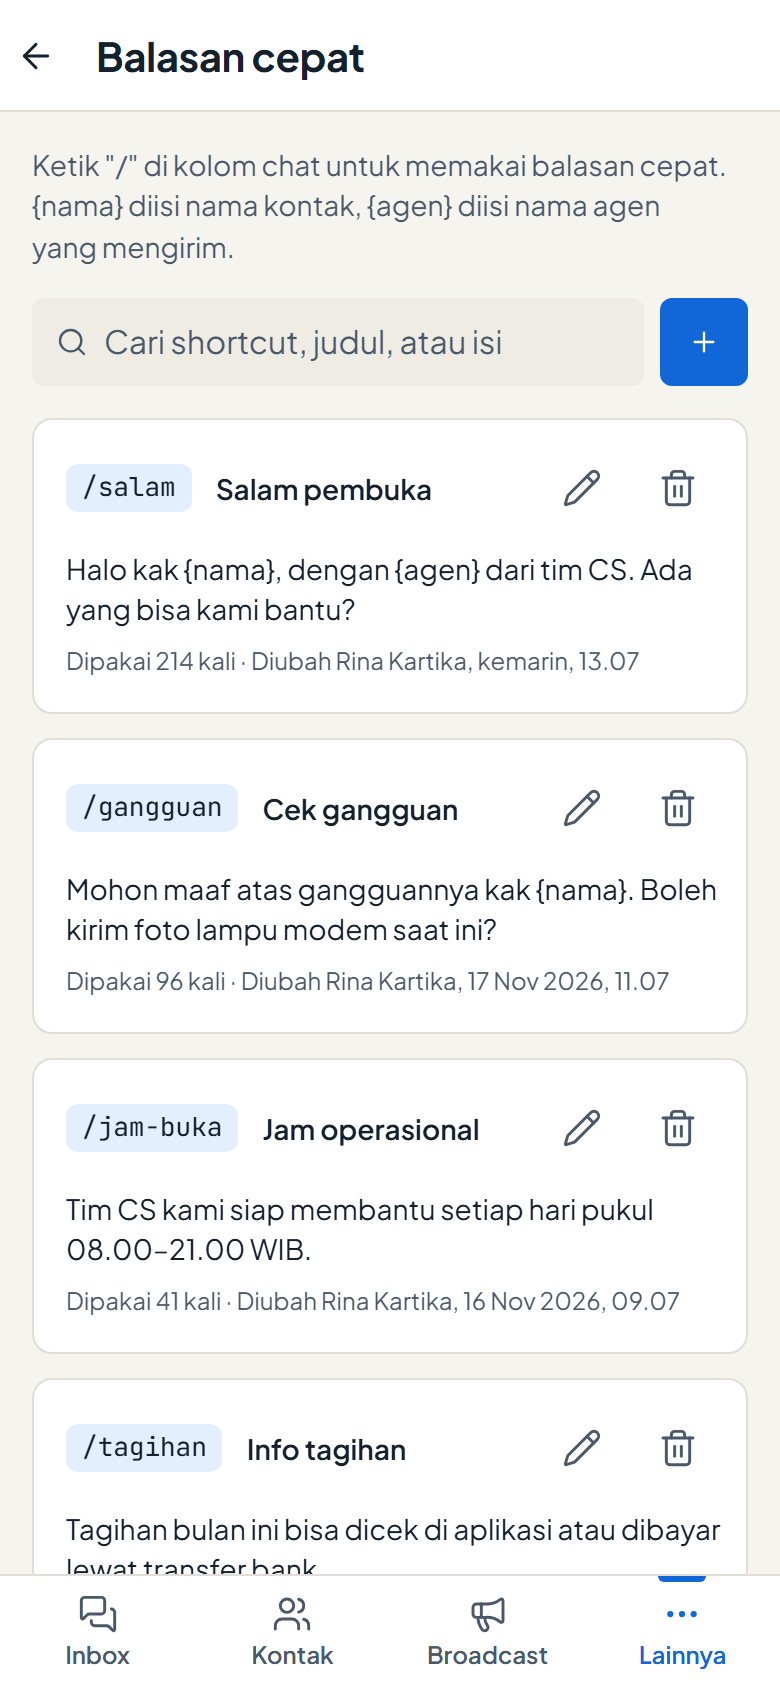 Balasan cepat
Ketik "/" di kolom chat untuk memakai balasan cepat.
{nama} diisi nama kontak, {agen} diisi nama agen
yang mengirim.
Cari shortcut, judul, atau isi
/salam Salam pembuka
Halo kak {nama}, dengan {agen} dari tim CS. Ada
yang bisa kami bantu?
Dipakai 214 kali · Diubah Rina Kartika, kemarin, 13.07
/gangguan Cek gangguan
Mohon maaf atas gangguannya kak {nama}. Boleh
kirim foto lampu modem saat ini?
Dipakai 96 kali · Diubah Rina Kartika, 17 Nov 2026, 11.07
/jam-buka Jam operasional
Tim CS kami siap membantu setiap hari pukul
08.00–21.00 WIB.
Dipakai 41 kali · Diubah Rina Kartika, 16 Nov 2026, 09.07
/tagihan Info tagihan
Tagihan bulan ini bisa dicek di aplikasi atau dibayar
lewat transfer bank
Inbox Kontak Broadcast Lainnya